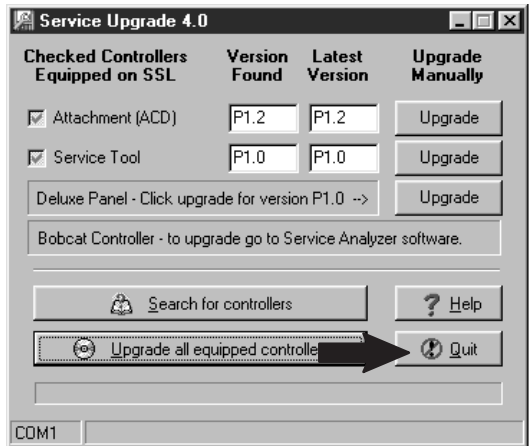 Service Upgrade 4.0
Checked Controllers Equipped on SSL
Version Found
Latest Version
Upgrade Manually
Attachment (ACD) P1.2 P1.2 Upgrade
Service Tool P1.0 P1.0 Upgrade
Deluxe Panel - Click upgrade for version P1.0 --> Upgrade
Bobcat Controller - to upgrade go to Service Analyzer software.
Search for controllers Help
Upgrade all equipped Quit
COM1